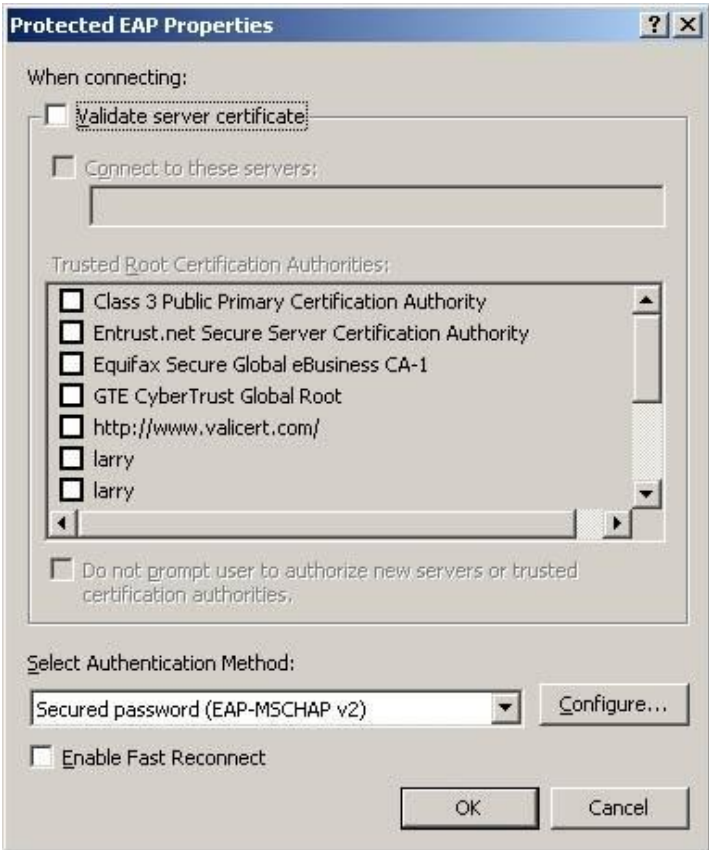 Protected EAP Properties
When connecting:
Validate server certificate
Connect to these servers:
Trusted Root Certification Authorities:
Class 3 Public Primary Certification Authority
Entrust.net Secure Server Certification Authority
Equifax Secure Global eBusiness CA-1
GTE CyberTrust Global Root
http://www.valicert.com/
larry
larry
Do not prompt user to authorize new servers or trusted
certification authorities.
Select Authentication Method:
Secured password (EAP-MSCHAP v2)
Configure...
Enable Fast Reconnect
OK
Cancel